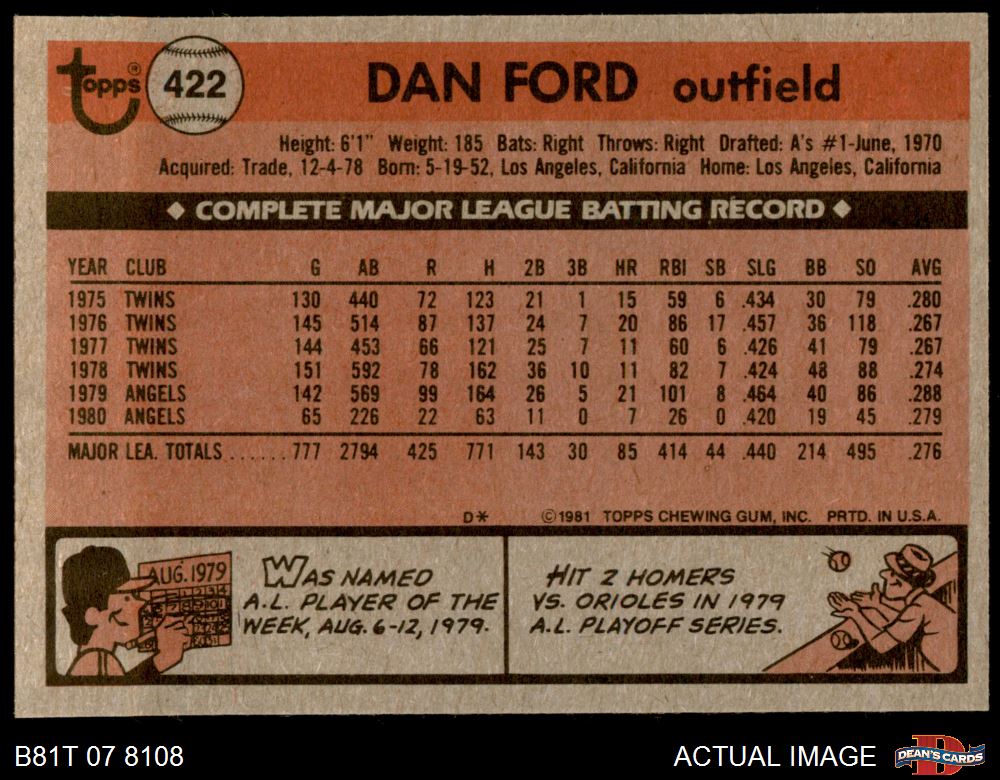 topps® 422 DAN FORD outfield
Height: 6'1" Weight: 185 Bats: Right Throws: Right Drafted: A's #1-June, 1970
Acquired: Trade, 12-4-78 Born: 5-19-52, Los Angeles, California Home: Los Angeles, California
◆ COMPLETE MAJOR LEAGUE BATTING RECORD ◆
YEAR CLUB G AB R H 2B 3B HR RBI SB SLG BB SO AVG
1975 TWINS 130 440 72 123 21 1 15 59 6 .434 30 79 .280
1976 TWINS 145 514 87 137 24 7 20 86 17 .457 36 118 .267
1977 TWINS 144 453 66 121 25 7 11 60 6 .426 41 79 .267
1978 TWINS 151 592 78 162 36 10 11 82 7 .424 48 88 .274
1979 ANGELS 142 569 99 164 26 5 21 101 8 .464 40 86 .288
1980 ANGELS 65 226 22 63 11 0 7 26 0 .420 19 45 .279
MAJOR LEA. TOTALS ...... 777 2794 425 771 143 30 85 414 44 .440 214 495 .276
D* ©1981 TOPPS CHEWING GUM, INC. PRTD. IN U.S.A.
AUG. 1979
WAS NAMED
A.L. PLAYER OF THE
WEEK, AUG. 6-12, 1979.
HIT 2 HOMERS
VS. ORIOLES IN 1979
A.L. PLAYOFF SERIES.
B81T 07 8108 ACTUAL IMAGE DEAN'S CARDS